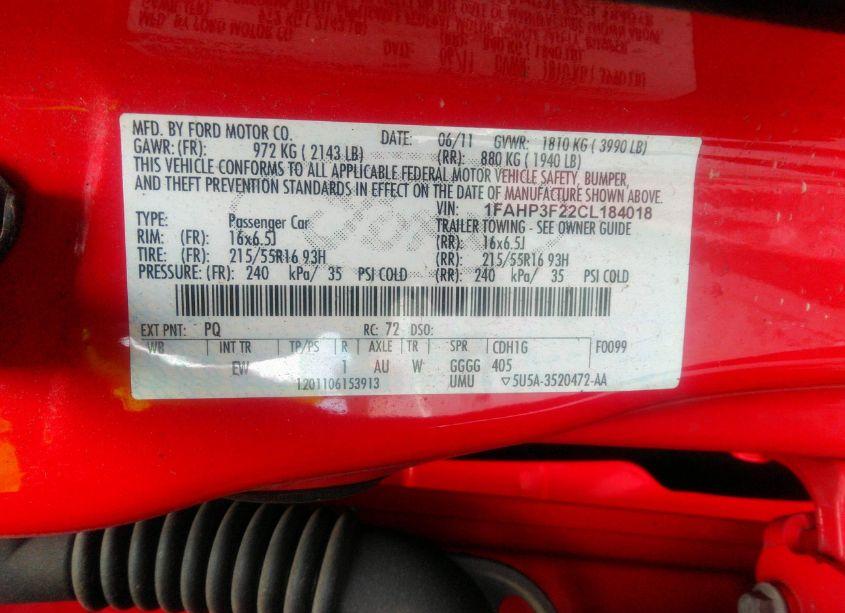 MFD. BY FORD MOTOR CO. DATE: 06/11 GVWR: 1810 KG ( 3990 LB)
GAWR: (FR): 972 KG ( 2143 LB) (RR): 880 KG ( 1940 LB)
THIS VEHICLE CONFORMS TO ALL APPLICABLE FEDERAL MOTOR VEHICLE SAFETY, BUMPER,
AND THEFT PREVENTION STANDARDS IN EFFECT ON THE DATE OF MANUFACTURE SHOWN ABOVE.
VIN: 1FAHP3F22CL184018
TYPE: Passenger Car TRAILER TOWING - SEE OWNER GUIDE
RIM: (FR): 16x6.5J (RR): 16x6.5J
TIRE: (FR): 215/55R16 93H (RR): 215/55R16 93H
PRESSURE: (FR): 240 kPa/ 35 PSI COLD (RR): 240 kPa/ 35 PSI COLD
EXT PNT: PQ RC: 72 DSO:
WB INT TR TP/PS R AXLE TR SPR CDH1G F0099
EW 1 AU W GGGG 405
1201106153913 UMU ▽5U5A-3520472-AA